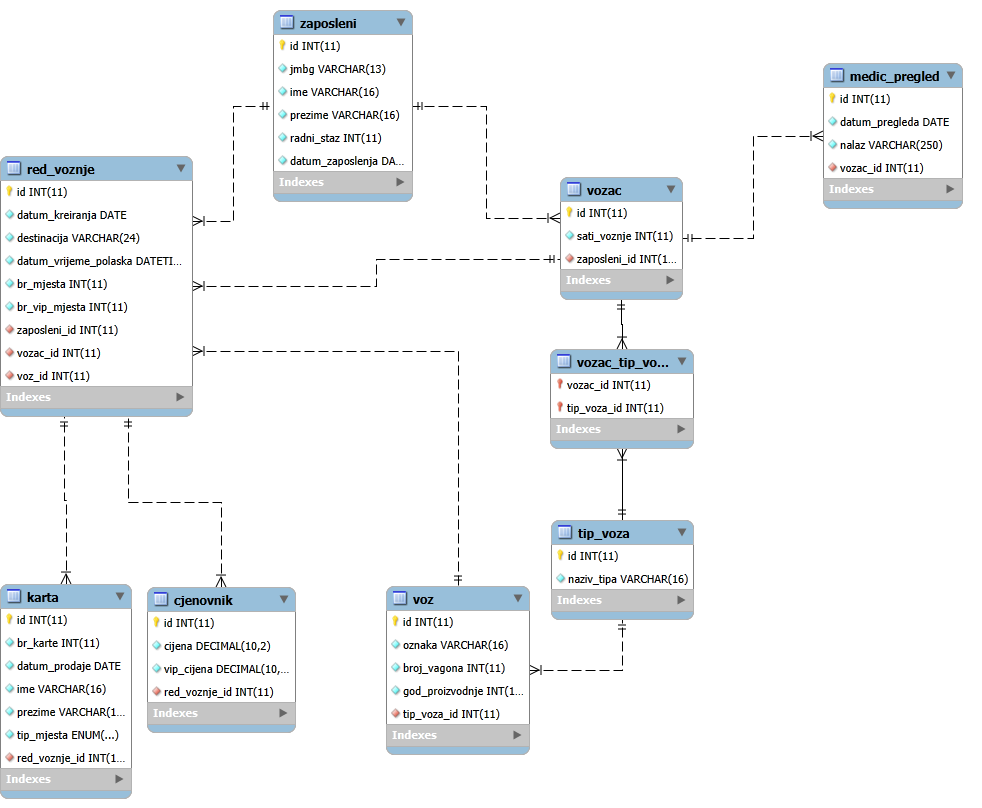 zaposleni
id INT(11)
jmbg VARCHAR(13)
ime VARCHAR(16)
prezime VARCHAR(16)
radni_staz INT(11)
datum_zaposlenja DA...
Indexes
medic_pregled
id INT(11)
datum_pregleda DATE
nalaz VARCHAR(250)
vozac_id INT(11)
Indexes
red_voznje
id INT(11)
datum_kreiranja DATE
destinacija VARCHAR(24)
datum_vrijeme_polaska DATETI...
br_mjesta INT(11)
br_vip_mjesta INT(11)
zaposleni_id INT(11)
vozac_id INT(11)
voz_id INT(11)
Indexes
vozac
id INT(11)
sati_voznje INT(11)
zaposleni_id INT(1...
Indexes
vozac_tip_vo...
vozac_id INT(11)
tip_voza_id INT(11)
Indexes
tip_voza
id INT(11)
naziv_tipa VARCHAR(16)
Indexes
karta
id INT(11)
br_karte INT(11)
datum_prodaje DATE
ime VARCHAR(16)
prezime VARCHAR(1...
tip_mjesta ENUM(...)
red_voznje_id INT(1...
Indexes
cjenovnik
id INT(11)
cijena DECIMAL(10,2)
vip_cijena DECIMAL(10,...
red_voznje_id INT(11)
Indexes
voz
id INT(11)
oznaka VARCHAR(16)
broj_vagona INT(11)
god_proizvodnje INT(1...
tip_voza_id INT(11)
Indexes